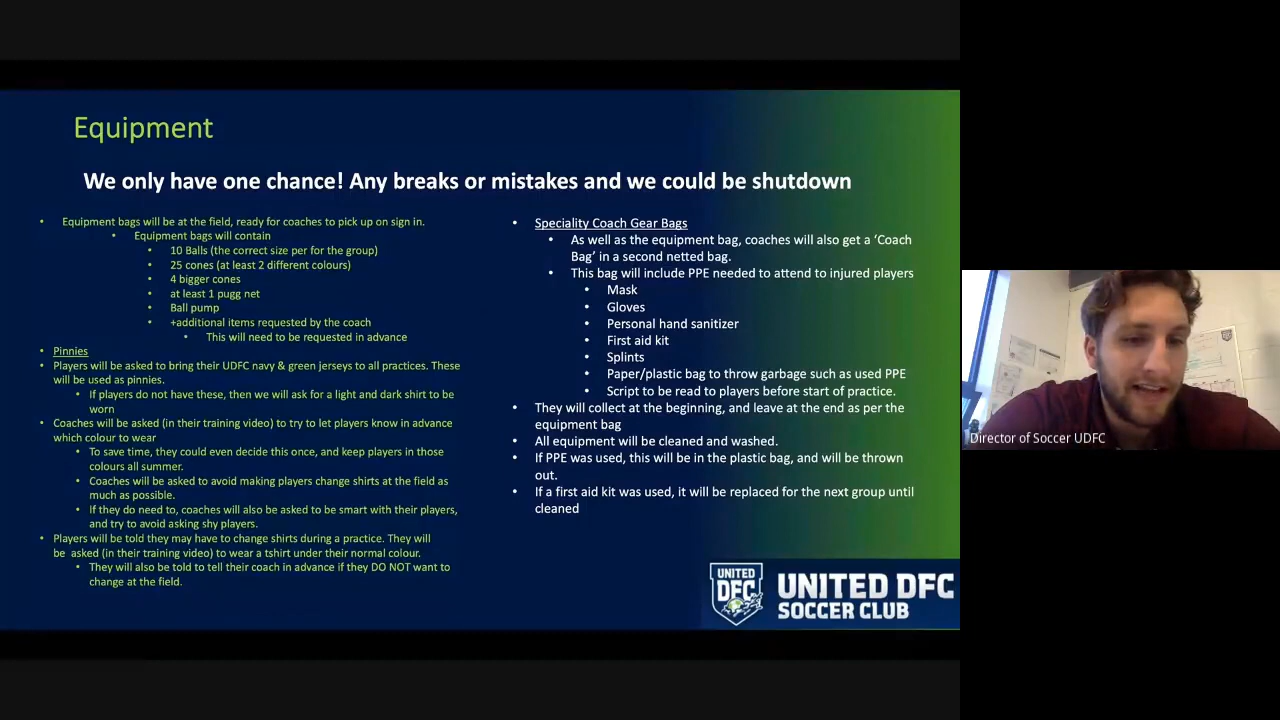 Equipment
We only have one chance! Any breaks or mistakes and we could be shutdown
• Equipment bags will be at the field, ready for coaches to pick up on sign in.
• Equipment bags will contain
• 10 Balls (the correct size per for the group)
• 25 cones (at least 2 different colours)
• 4 bigger cones
• at least 1 pugg net
• Ball pump
• +additional items requested by the coach
• This will need to be requested in advance
• Pinnies
• Players will be asked to bring their UDFC navy & green jerseys to all practices. These
will be used as pinnies.
• If players do not have these, then we will ask for a light and dark shirt to be
worn
• Coaches will be asked (in their training video) to try to let players know in advance
which colour to wear
• To save time, they could even decide this once, and keep players in those
colours all summer.
• Coaches will be asked to avoid making players change shirts at the field as
much as possible.
• If they do need to, coaches will also be asked to be smart with their players,
and try to avoid asking shy players.
• Players will be told they may have to change shirts during a practice. They will
be asked (in their training video) to wear a tshirt under their normal colour.
• They will also be told to tell their coach in advance if they DO NOT want to
change at the field.
• Speciality Coach Gear Bags
• As well as the equipment bag, coaches will also get a ‘Coach
Bag’ in a second netted bag.
• This bag will include PPE needed to attend to injured players
• Mask
• Gloves
• Personal hand sanitizer
• First aid kit
• Splints
• Paper/plastic bag to throw garbage such as used PPE
• Script to be read to players before start of practice.
• They will collect at the beginning, and leave at the end as per the
equipment bag
• All equipment will be cleaned and washed.
• If PPE was used, this will be in the plastic bag, and will be thrown
out.
• If a first aid kit was used, it will be replaced for the next group until
cleaned
UNITED
DFC
UNITED DFC
SOCCER CLUB
Director of Soccer UDFC